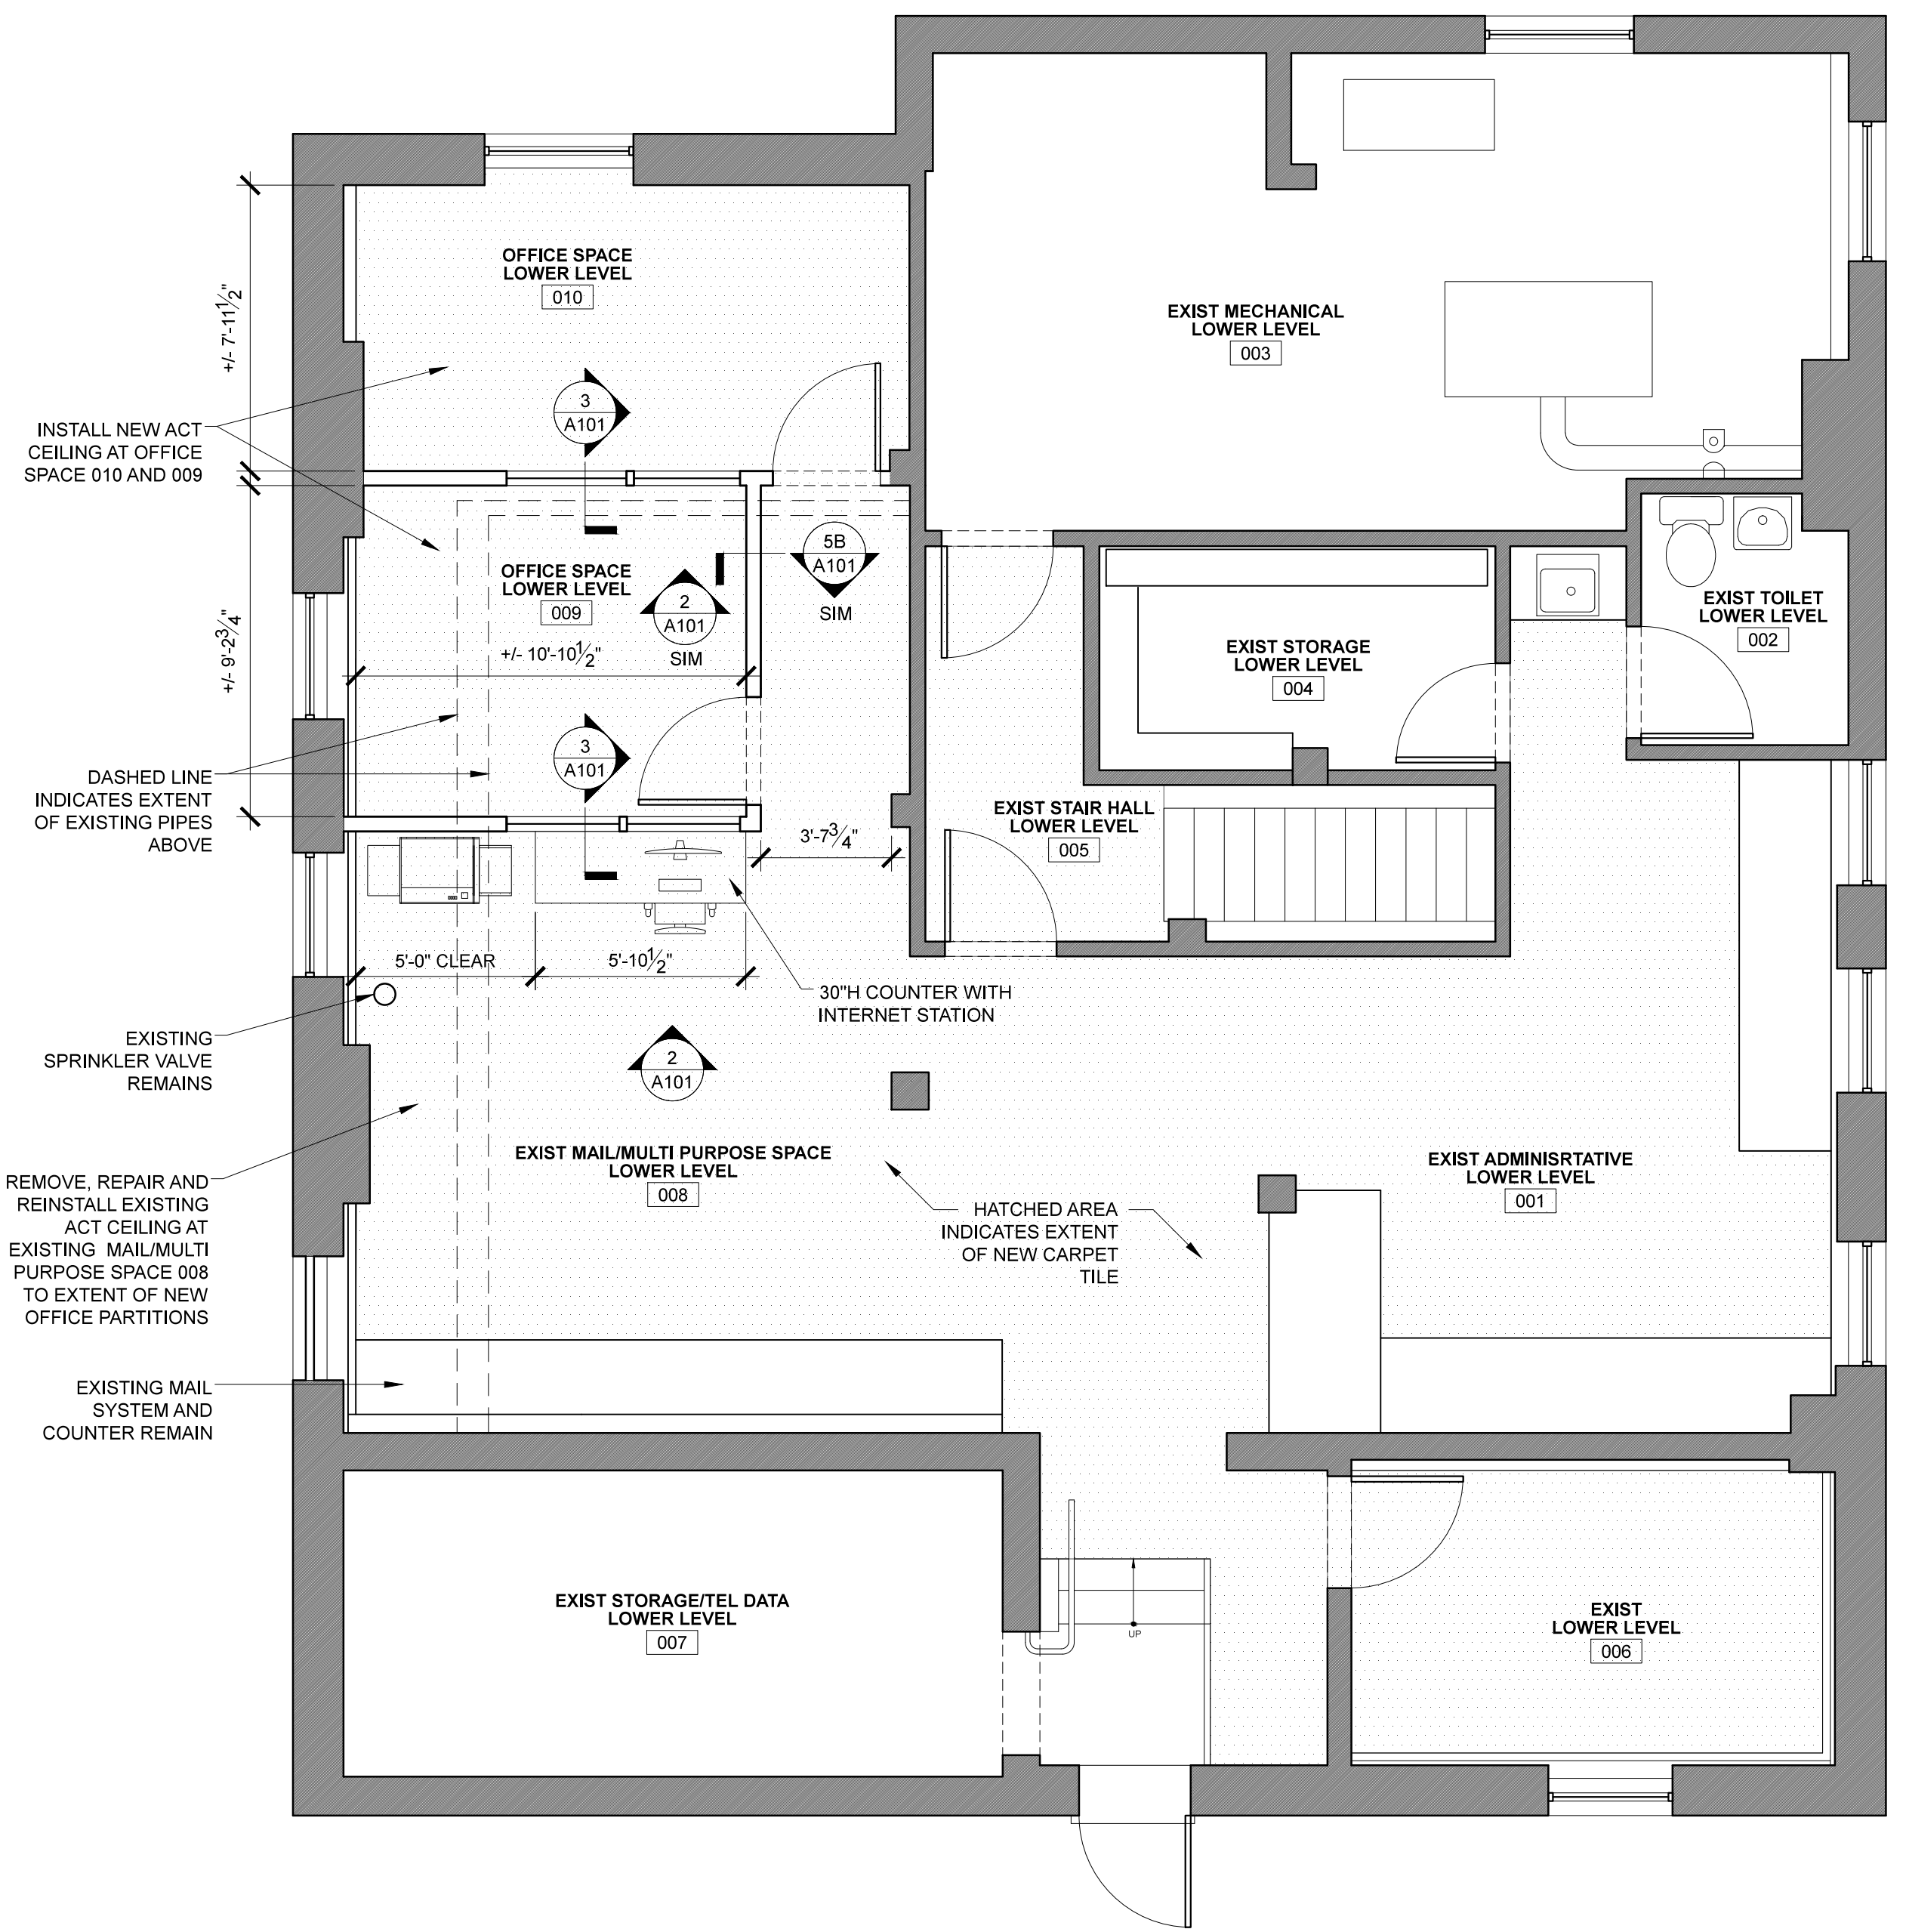 OFFICE SPACE
LOWER LEVEL
010
+/- 7'-11½"
INSTALL NEW ACT
CEILING AT OFFICE
SPACE 010 AND 009
3
A101
EXIST MECHANICAL
LOWER LEVEL
003
OFFICE SPACE
LOWER LEVEL
009
+/- 9'-2¾"
+/- 10'-10½"
2
A101
SIM
5B
A101
SIM
3
A101
EXIST STORAGE
LOWER LEVEL
004
EXIST TOILET
LOWER LEVEL
002
DASHED LINE
INDICATES EXTENT
OF EXISTING PIPES
ABOVE
3'-7¾"
EXIST STAIR HALL
LOWER LEVEL
005
5'-0" CLEAR
5'-10½"
30"H COUNTER WITH
INTERNET STATION
EXISTING
SPRINKLER VALVE
REMAINS
2
A101
EXIST MAIL/MULTI PURPOSE SPACE
LOWER LEVEL
008
EXIST ADMINISRTATIVE
LOWER LEVEL
001
REMOVE, REPAIR AND
REINSTALL EXISTING
ACT CEILING AT
EXISTING MAIL/MULTI
PURPOSE SPACE 008
TO EXTENT OF NEW
OFFICE PARTITIONS
HATCHED AREA
INDICATES EXTENT
OF NEW CARPET
TILE
EXISTING MAIL
SYSTEM AND
COUNTER REMAIN
EXIST STORAGE/TEL DATA
LOWER LEVEL
007
UP
EXIST
LOWER LEVEL
006